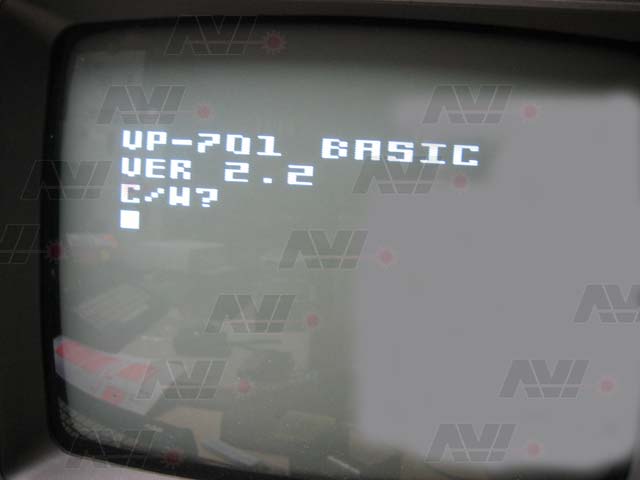 VP-701 BASIC
VER 2.2
C/W?